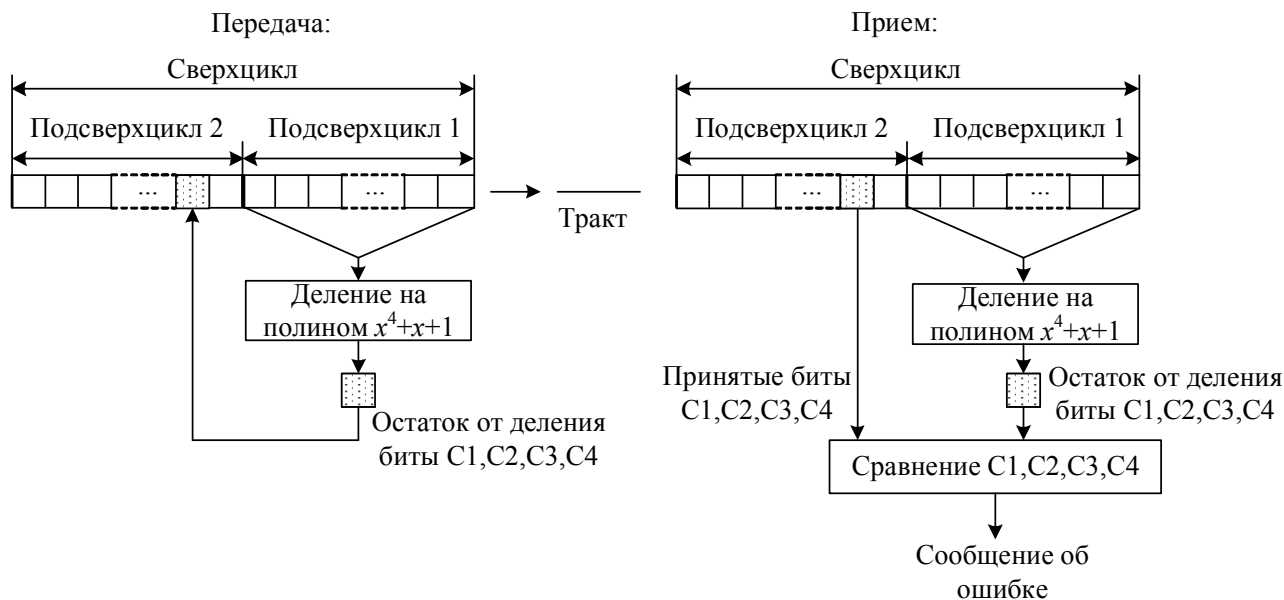 Передача:
Сверхцикл
Подсверхцикл 2
Подсверхцикл 1
...
...
Тракт
Деление на
полином x⁴+x+1
Остаток от деления
биты C1,C2,C3,C4
Прием:
Сверхцикл
Подсверхцикл 2
Подсверхцикл 1
...
...
Деление на
полином x⁴+x+1
Принятые биты
C1,C2,C3,C4
Остаток от деления
биты C1,C2,C3,C4
Сравнение C1,C2,C3,C4
Сообщение об
ошибке